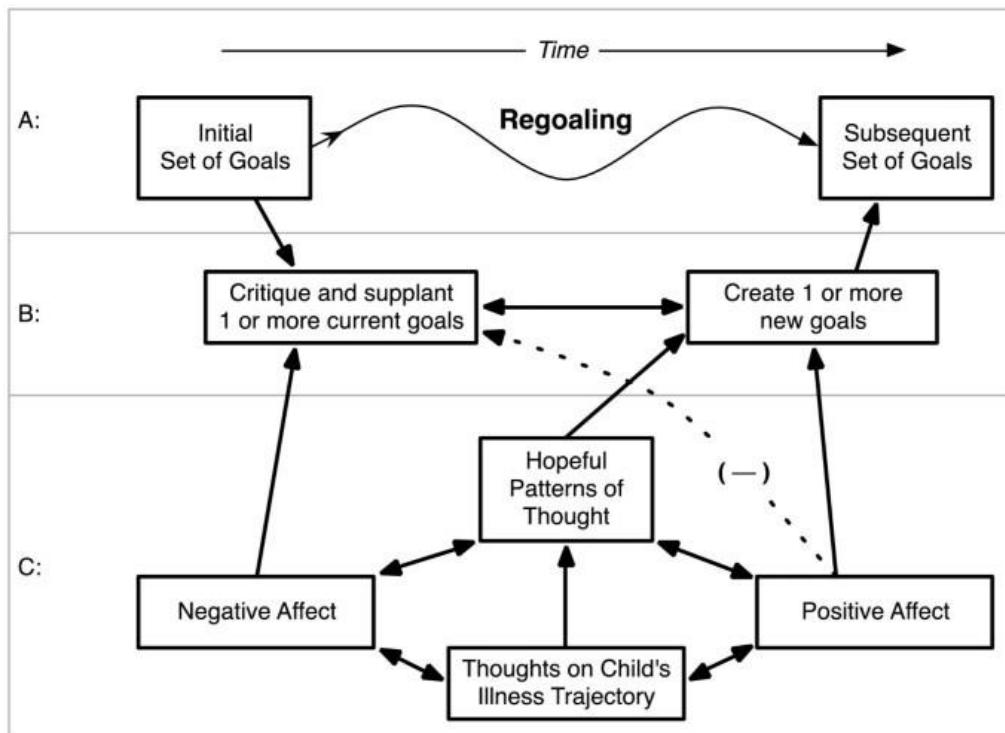 Time
A:
Initial
Set of Goals
Regoaling
Subsequent
Set of Goals
B:
Critique and supplant
1 or more current goals
Create 1 or more
new goals
C:
Hopeful
Patterns of
Thought
( — )
Negative Affect
Positive Affect
Thoughts on Child's
Illness Trajectory